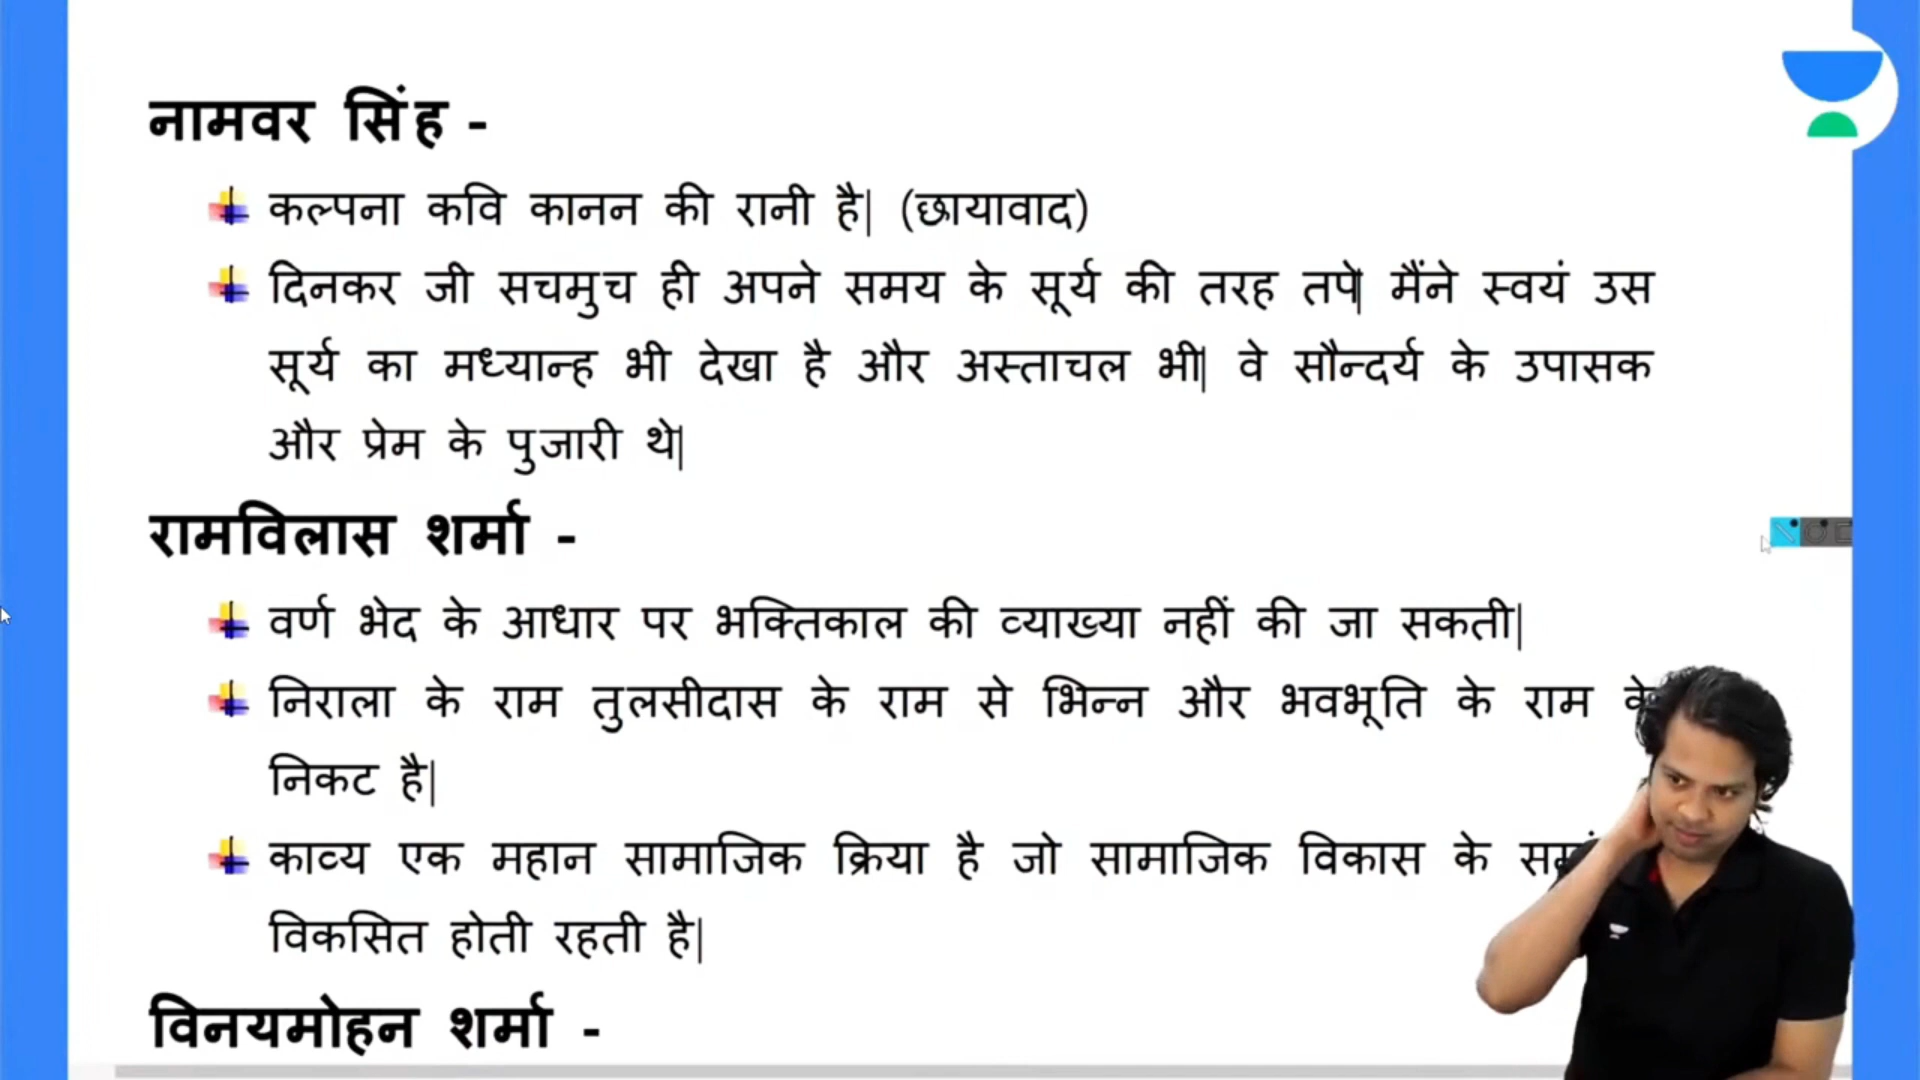 नामवर सिंह -
कल्पना कवि कानन की रानी है| (छायावाद)
दिनकर जी सचमुच ही अपने समय के सूर्य की तरह तपे| मैंने स्वयं उस
सूर्य का मध्यान्ह भी देखा है और अस्ताचल भी| वे सौन्दर्य के उपासक
और प्रेम के पुजारी थे|
रामविलास शर्मा -
वर्ण भेद के आधार पर भक्तिकाल की व्याख्या नहीं की जा सकती|
निराला के राम तुलसीदास के राम से भिन्न और भवभूति के राम के
निकट है|
काव्य एक महान सामाजिक क्रिया है जो सामाजिक विकास के
विकसित होती रहती है|
विनयमोहन शर्मा -